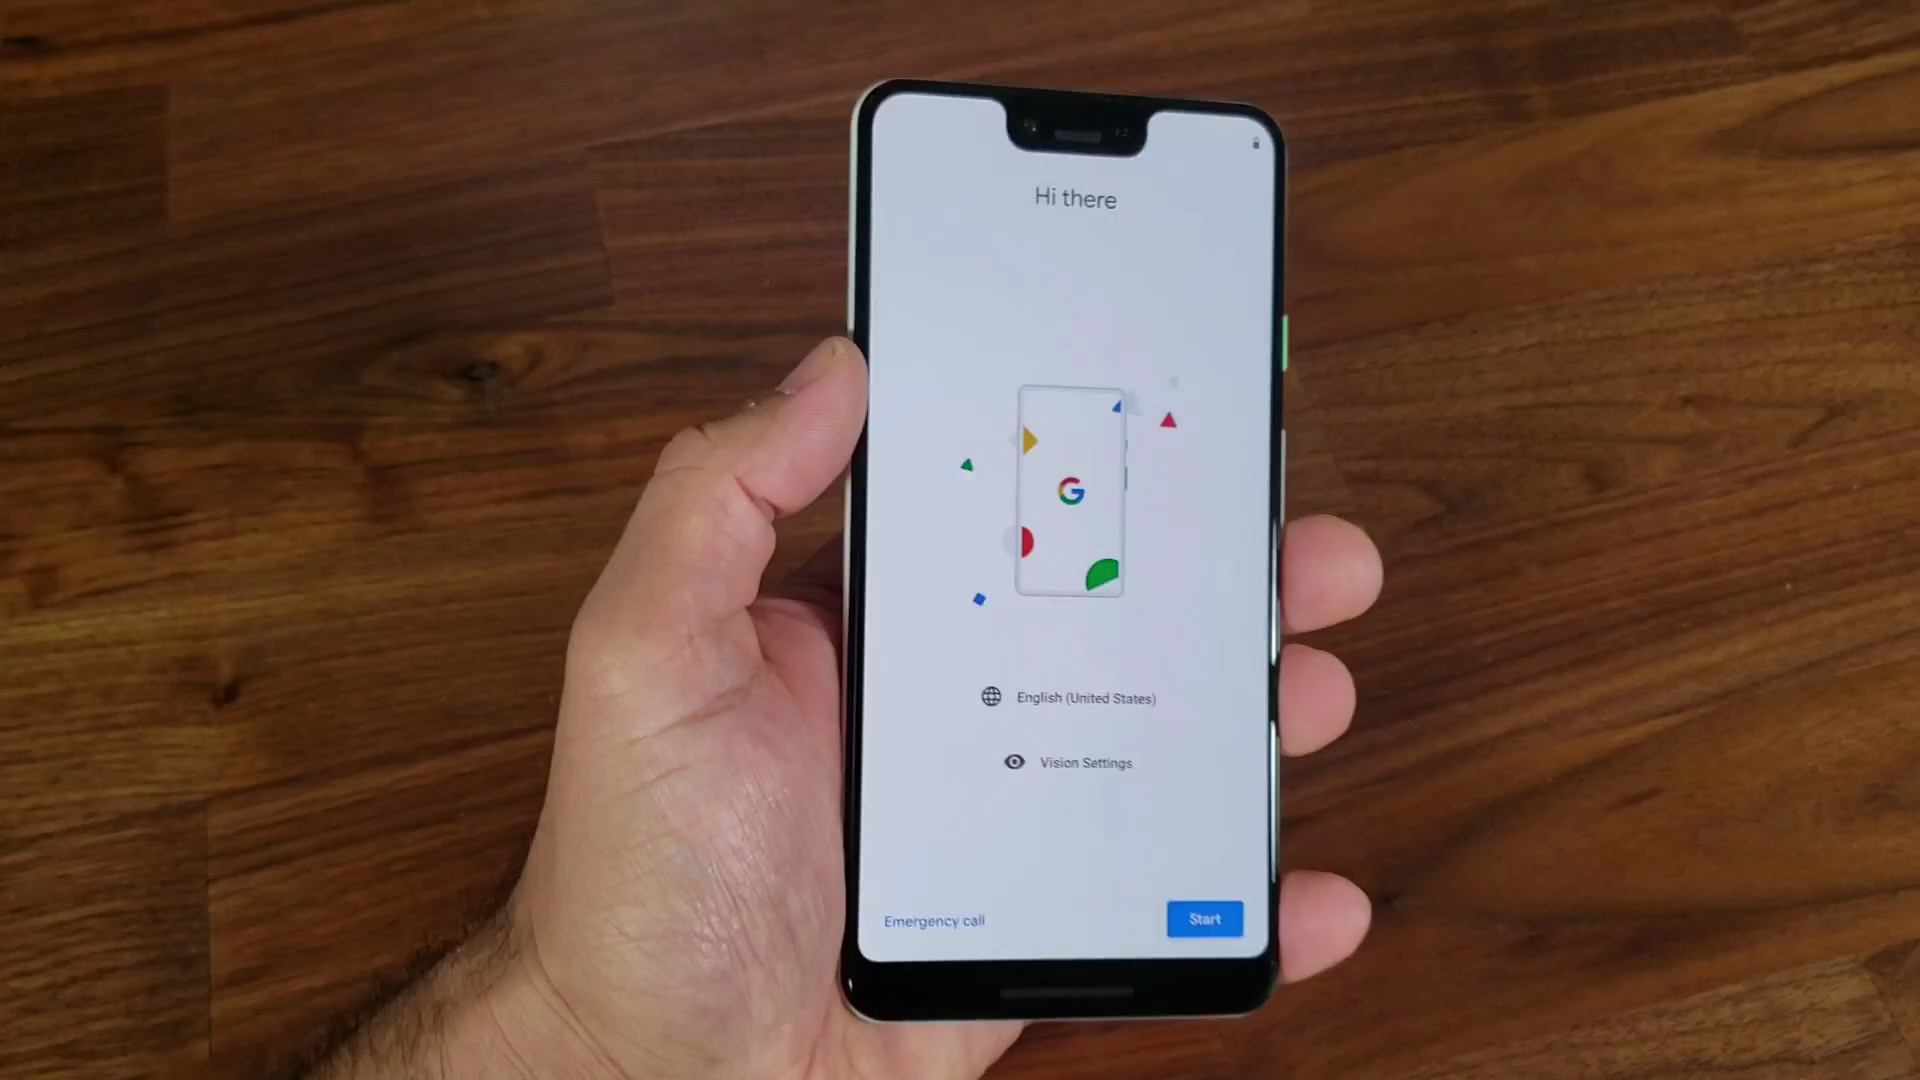 Hi there
G
English (United States)
Vision Settings
Emergency call
Start